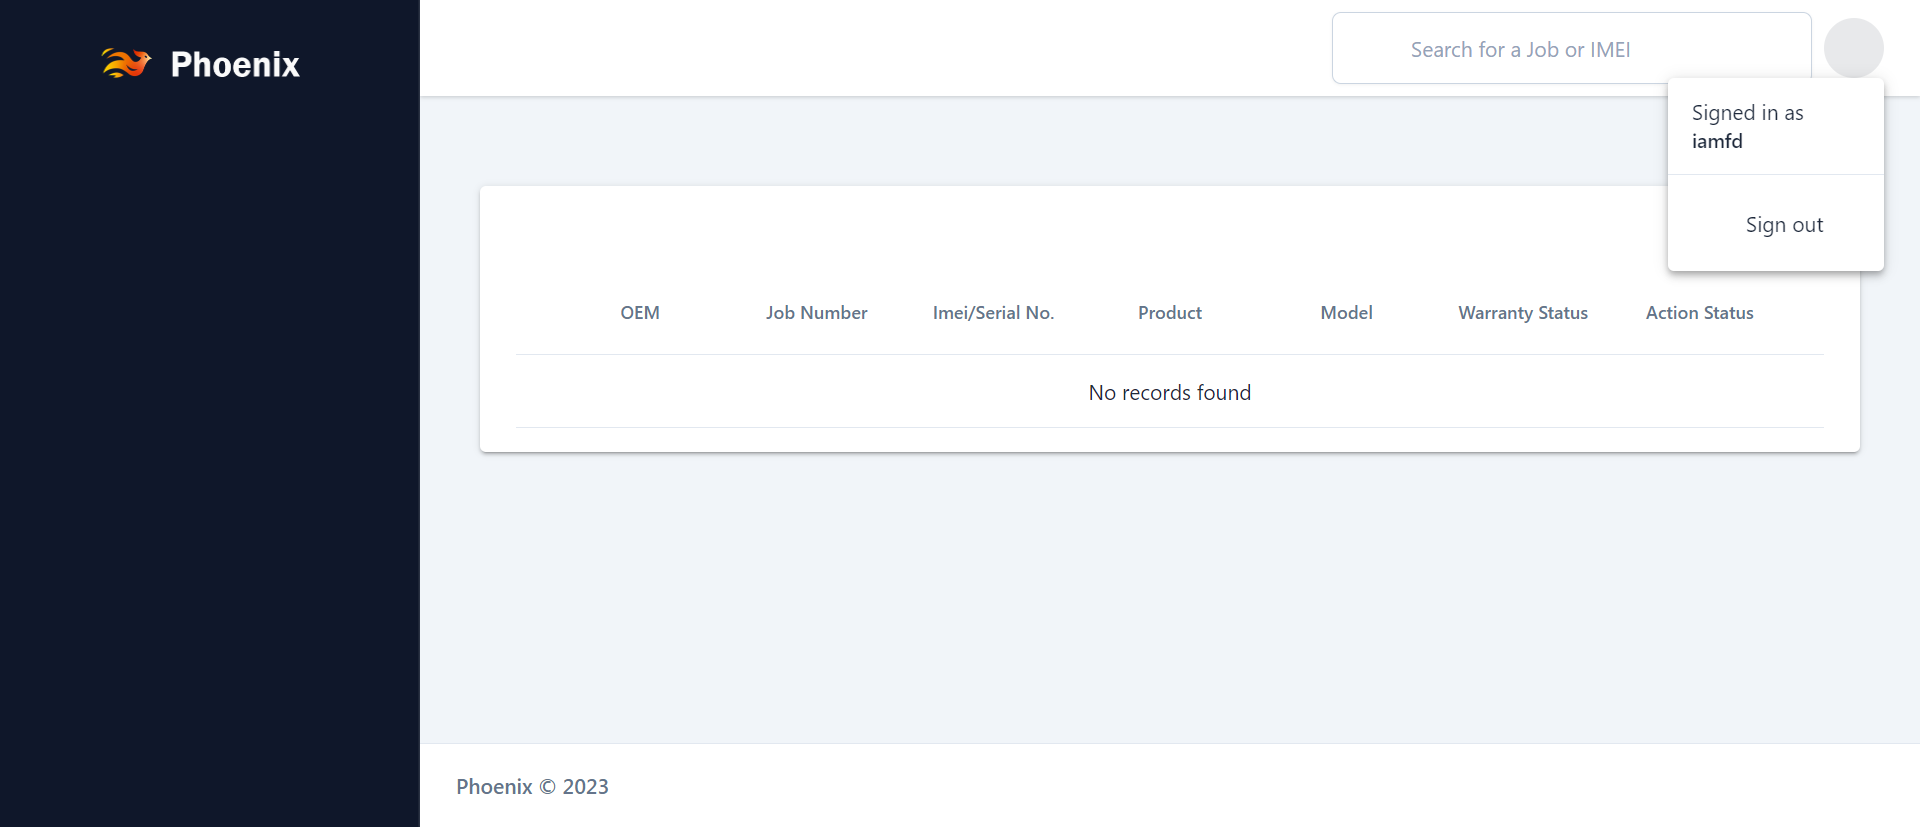 Phoenix
Search for a Job or IMEI
Signed in as
iamfd
Sign out
OEM Job Number Imei/Serial No. Product Model Warranty Status Action Status
No records found
Phoenix © 2023